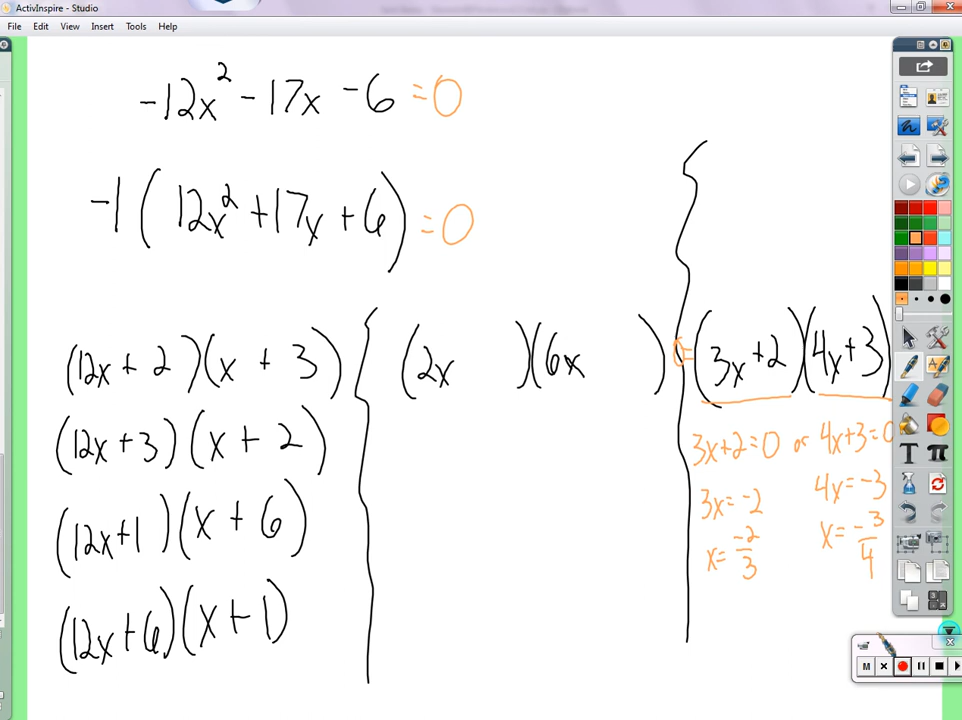 ActivInspire - Studio
File Edit View Insert Tools Help
-12x² -17x -6 =0
-1 ( 12x² +17x +6 ) =0
(12x + 2)(x + 3)
(12x +3)(x + 2)
(12x+1)(x + 6)
(12x+6)(x + 1)
(2x )(6x )
= (3x+2)(4x+3)
3x+2=0 or 4x+3=0
3x=-2
x= -2/3
4x= -3
x= -3/4
T π
M